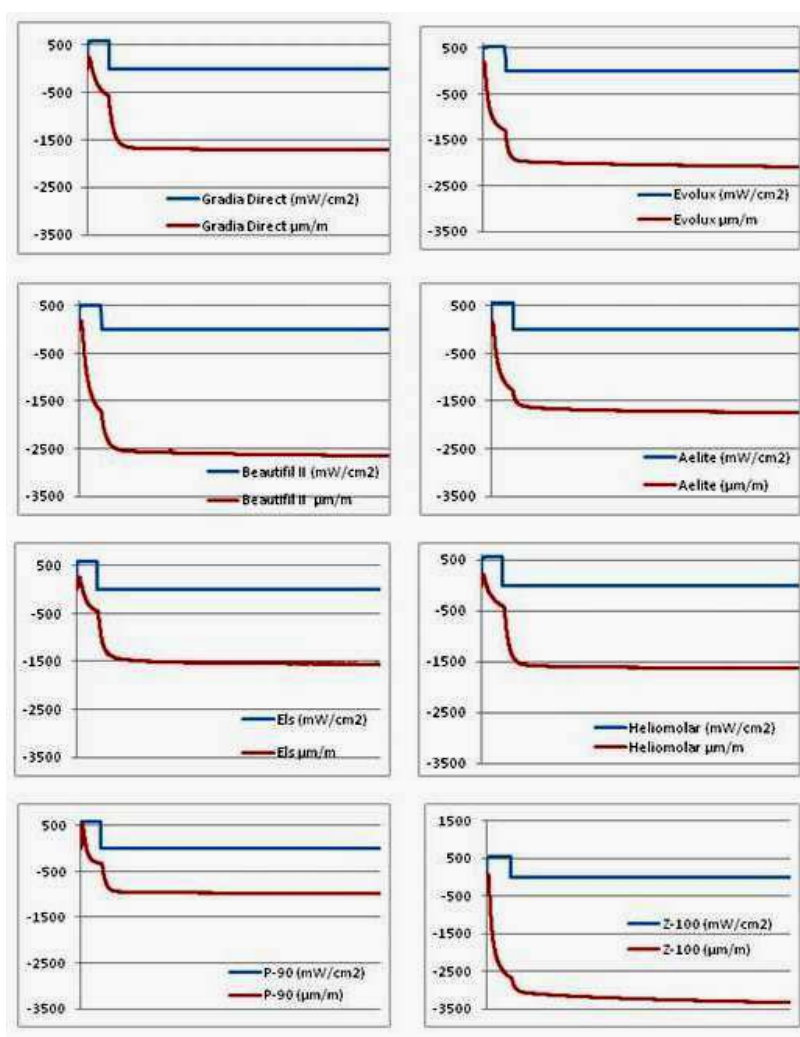 500
-500
-1500
-2500
-3500
Gradia Direct (mW/cm2)
Gradia Direct µm/m
500
-500
-1500
-2500
-3500
Evolux (mW/cm2)
Evolux µm/m
500
-500
-1500
-2500
-3500
Beautifil II (mW/cm2)
Beautifil II µm/m
500
-500
-1500
-2500
-3500
Aelite (mW/cm2)
Aelite (µm/m)
500
-500
-1500
-2500
-3500
Els (mW/cm2)
Els µm/m
500
-500
-1500
-2500
-3500
Heliomolar (mW/cm2)
Heliomolar µm/m
500
-500
-1500
-2500
-3500
P-90 (mW/cm2)
P-90 (µm/m)
1500
500
-500
-1500
-2500
-3500
Z-100 (mW/cm2)
Z-100 (µm/m)